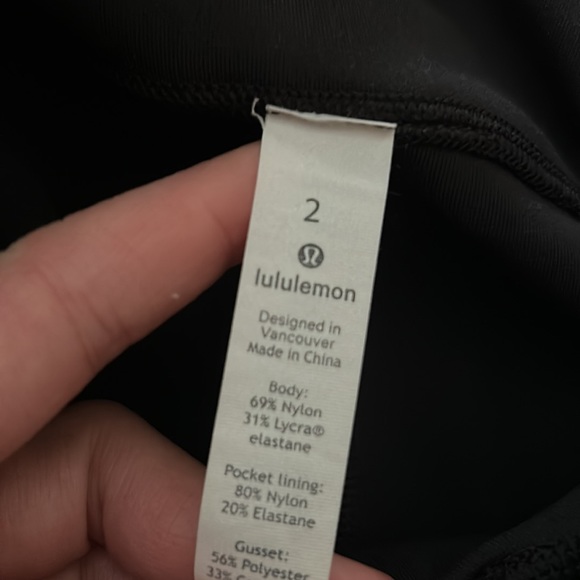 2
lululemon
Designed in
Vancouver
Made in China
Body:
69% Nylon
31% Lycra®
elastane
Pocket lining:
80% Nylon
20% Elastane
Gusset:
56% Polyester
33%